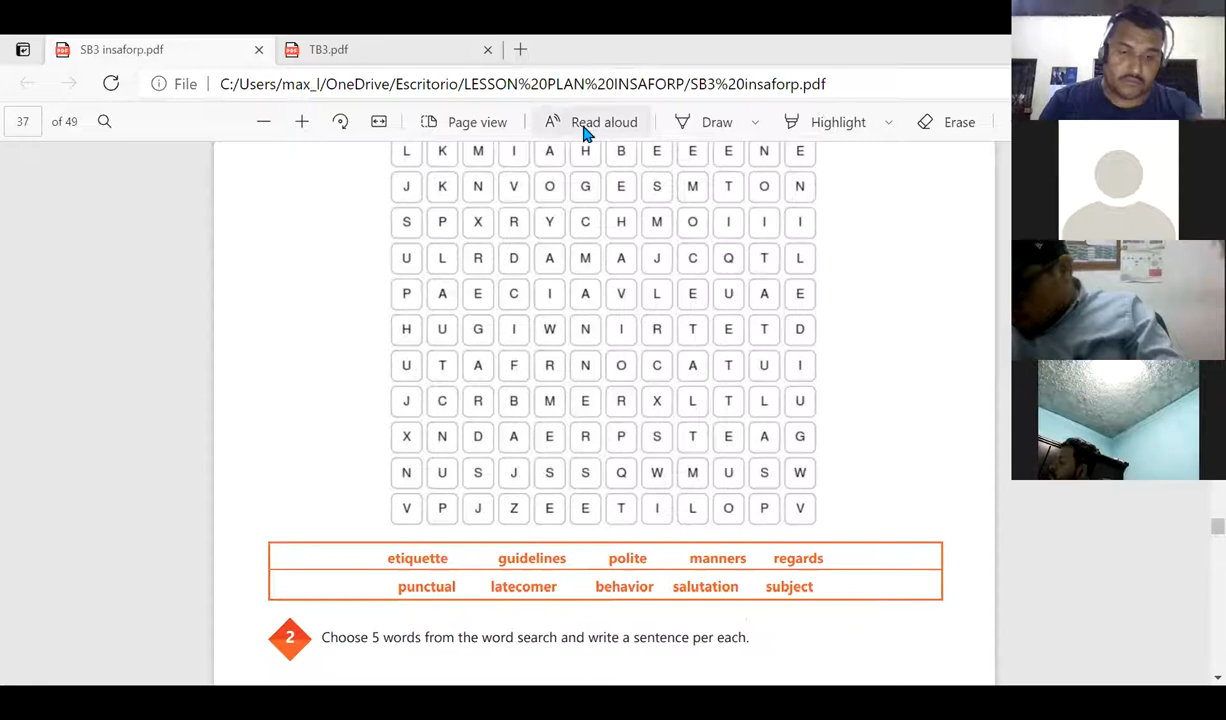 SB3 insaforp.pdf
TB3.pdf
File C:/Users/max_l/OneDrive/Escritorio/LESSON%20PLAN%20INSAFORP/SB3%20insaforp.pdf
37 of 49 Page view Read aloud Draw Highlight Erase
L K M I A H B E E E N E
J K N V O G E S M T O N
S P X R Y C H M O I I I
U L R D A M A J C Q T L
P A E C I A V L E U A E
H U G I W N I R T E T D
U T A F R N O C A T U I
J C R B M E R X L T L U
X N D A E R P S T E A G
N U S J S S Q W M U S W
V P J Z E E T I L O P V
etiquette guidelines polite manners regards
punctual latecomer behavior salutation subject
2 Choose 5 words from the word search and write a sentence per each.